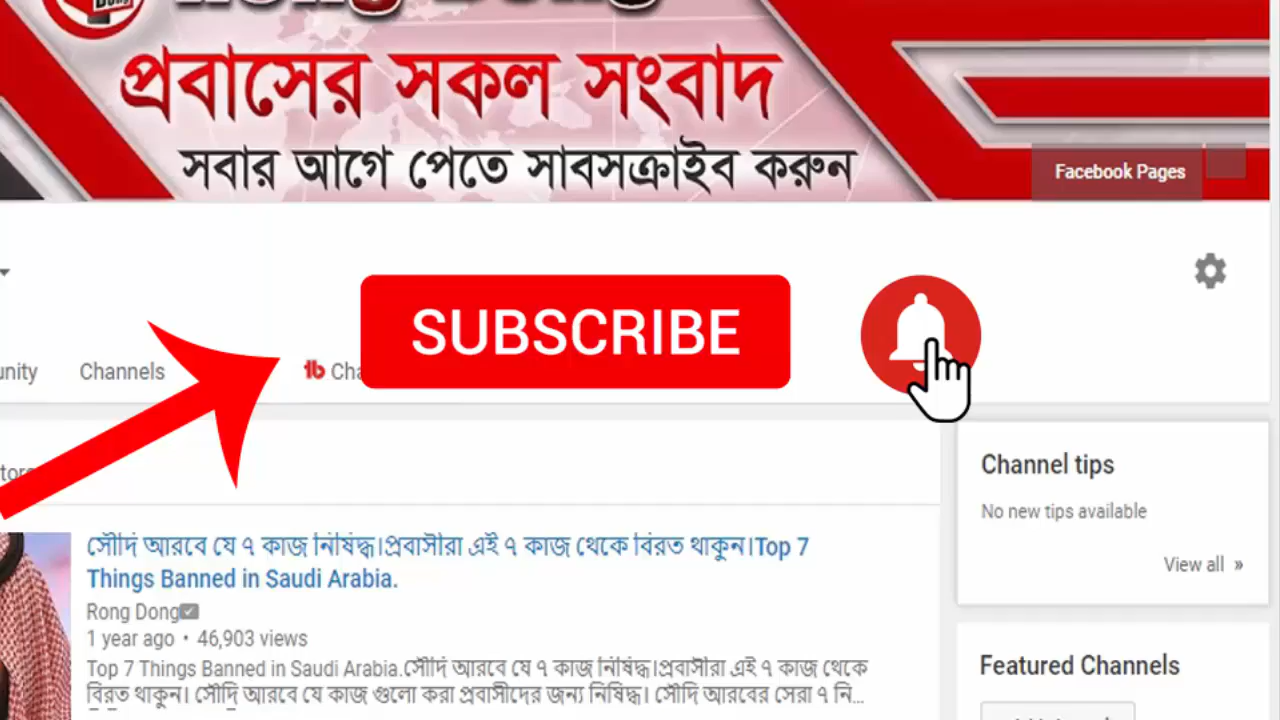 প্রবাসের সকল সংবাদ
সবার আগে পেতে সাবসক্রাইব করুন
Facebook Pages
SUBSCRIBE
Channels
Channel tips
No new tips available
View all »
সৌদি আরবে যে ৭ কাজ নিষিদ্ধ।প্রবাসীরা এই ৭ কাজ থেকে বিরত থাকুন।Top 7
Things Banned in Saudi Arabia.
Rong Dong
1 year ago • 46,903 views
Top 7 Things Banned in Saudi Arabia.সৌদি আরবে যে ৭ কাজ নিষিদ্ধ।প্রবাসীরা এই ৭ কাজ থেকে
বিরত থাকুন। সৌদি আরবে যে কাজ গুলো করা প্রবাসীদের জন্য নিষিদ্ধ। সৌদি আরবের সেরা ৭ নি...
Featured Channels